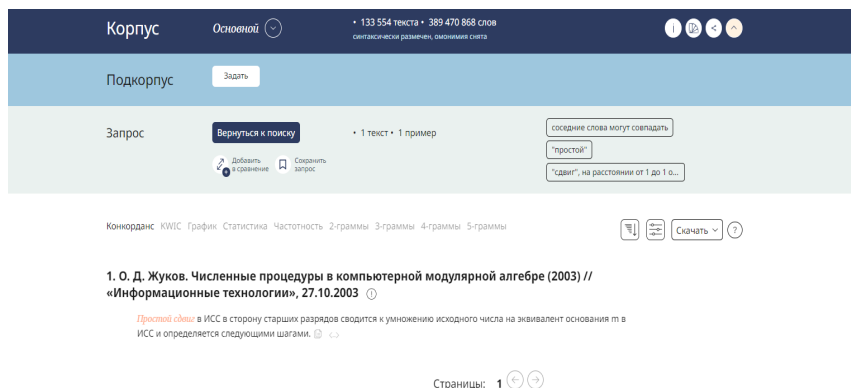 Корпус
Основной
• 133 554 текста • 389 470 868 слов
синтаксически размечен, омонимия снята
Подкорпус
Задать
Запрос
Вернуться к поиску
• 1 текст • 1 пример
соседние слова могут совпадать
"простой"
"сдвиг", на расстоянии от 1 до 1 о...
Добавить
в сравнение
Сохранить
запрос
Конкорданс KWIC График Статистика Частотность 2-граммы 3-граммы 4-граммы 5-граммы
Скачать
?
1. О. Д. Жуков. Численные процедуры в компьютерной модулярной алгебре (2003) //
«Информационные технологии», 27.10.2003
Простой сдвиг в ИСС в сторону старших разрядов сводится к умножению исходного числа на эквивалент основания m в
ИСС и определяется следующими шагами.
Страницы: 1